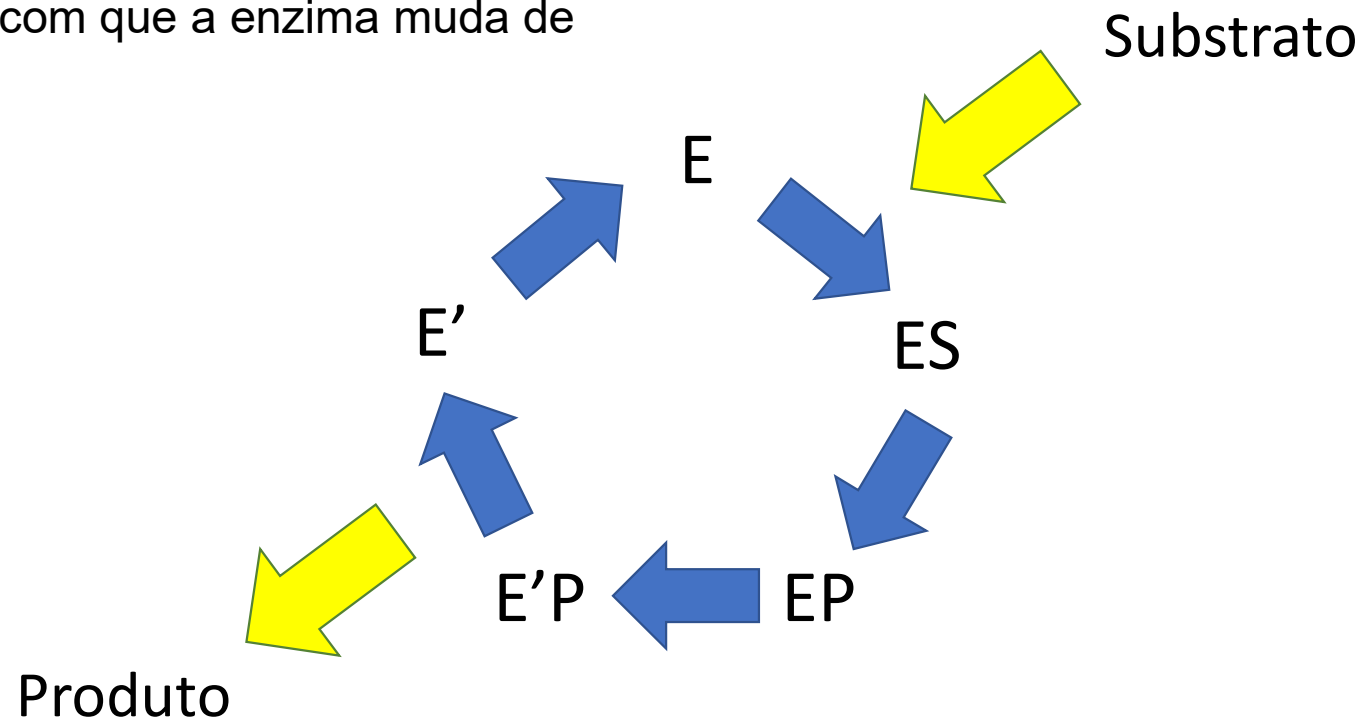 com que a enzima muda de
Substrato
E
E’
ES
E’P
EP
Produto